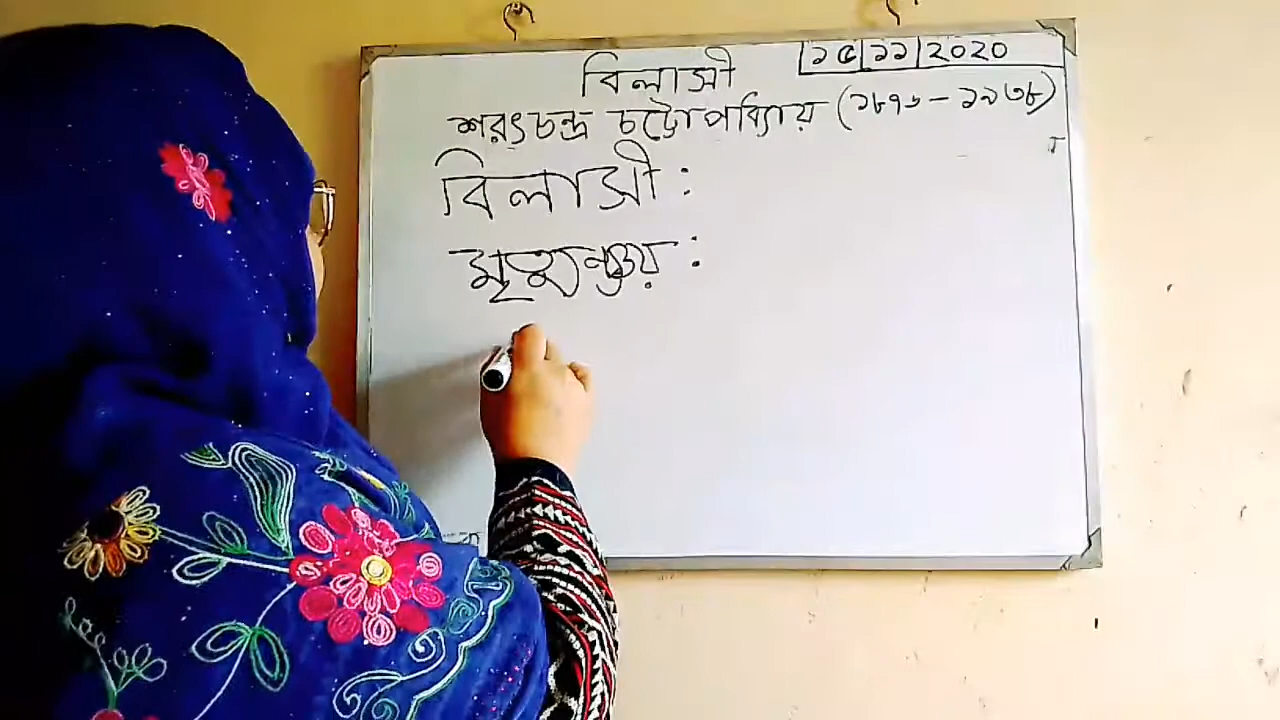 ১৫|১১|২০২০
বিলাসী
শরৎচন্দ্র চট্টোপাধ্যায় (১৮৭৬ - ১৯৩৮)
বিলাসী :
মৃত্যুঞ্জয় :